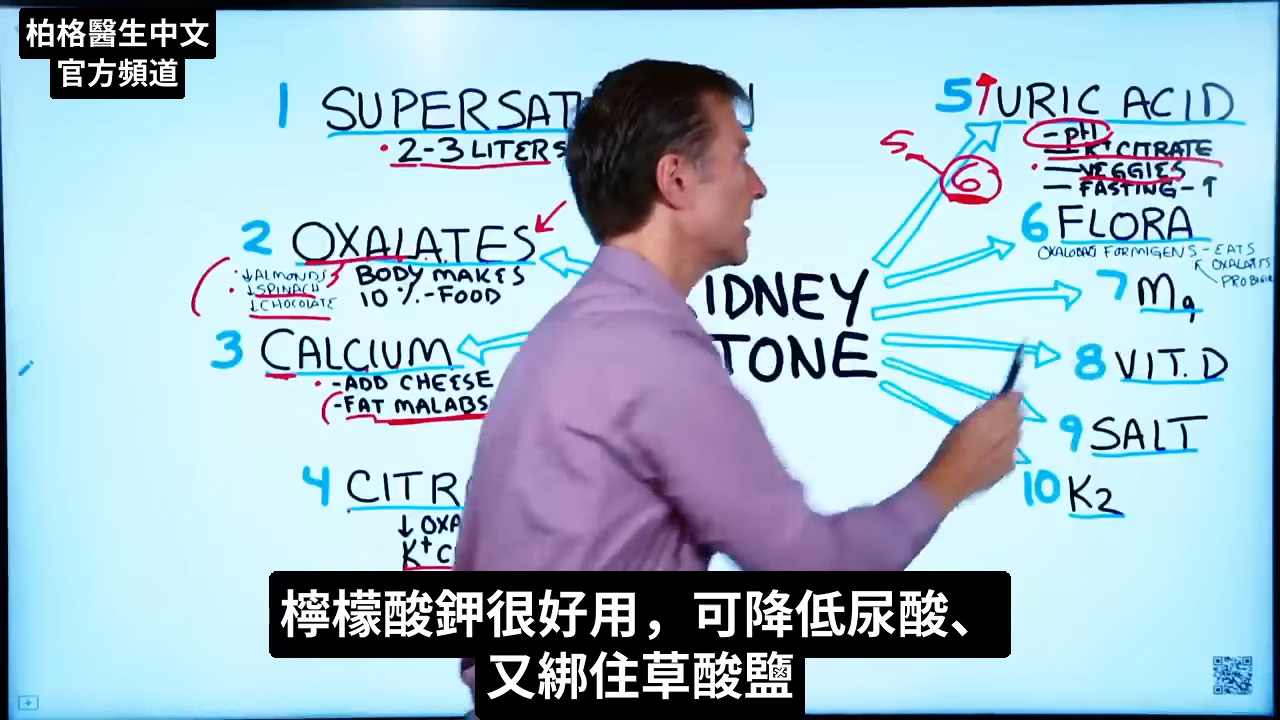 柏格醫生中文
官方頻道
1 SUPERSAT
• 2-3 LITERS
2 OXALATES
• ↓ALMONDS
• ↓SPINACH
↓CHOCOLATE
BODY MAKES
10%-FOOD
3 CALCIUM
• -ADD CHEESE
-FAT MALABS
4 CITR
↓ OXA
K+ C
IDNEY
TONE
5 ↑URIC ACID
5
6
-pH
— K+CITRATE
• —VEGGIES
— FASTING-↑
6 FLORA
FORMIGENS - EATS
OXALATES
7 Mg
8 VIT. D
9 SALT
10 K2
檸檬酸鉀很好用，可降低尿酸、
又綁住草酸鹽